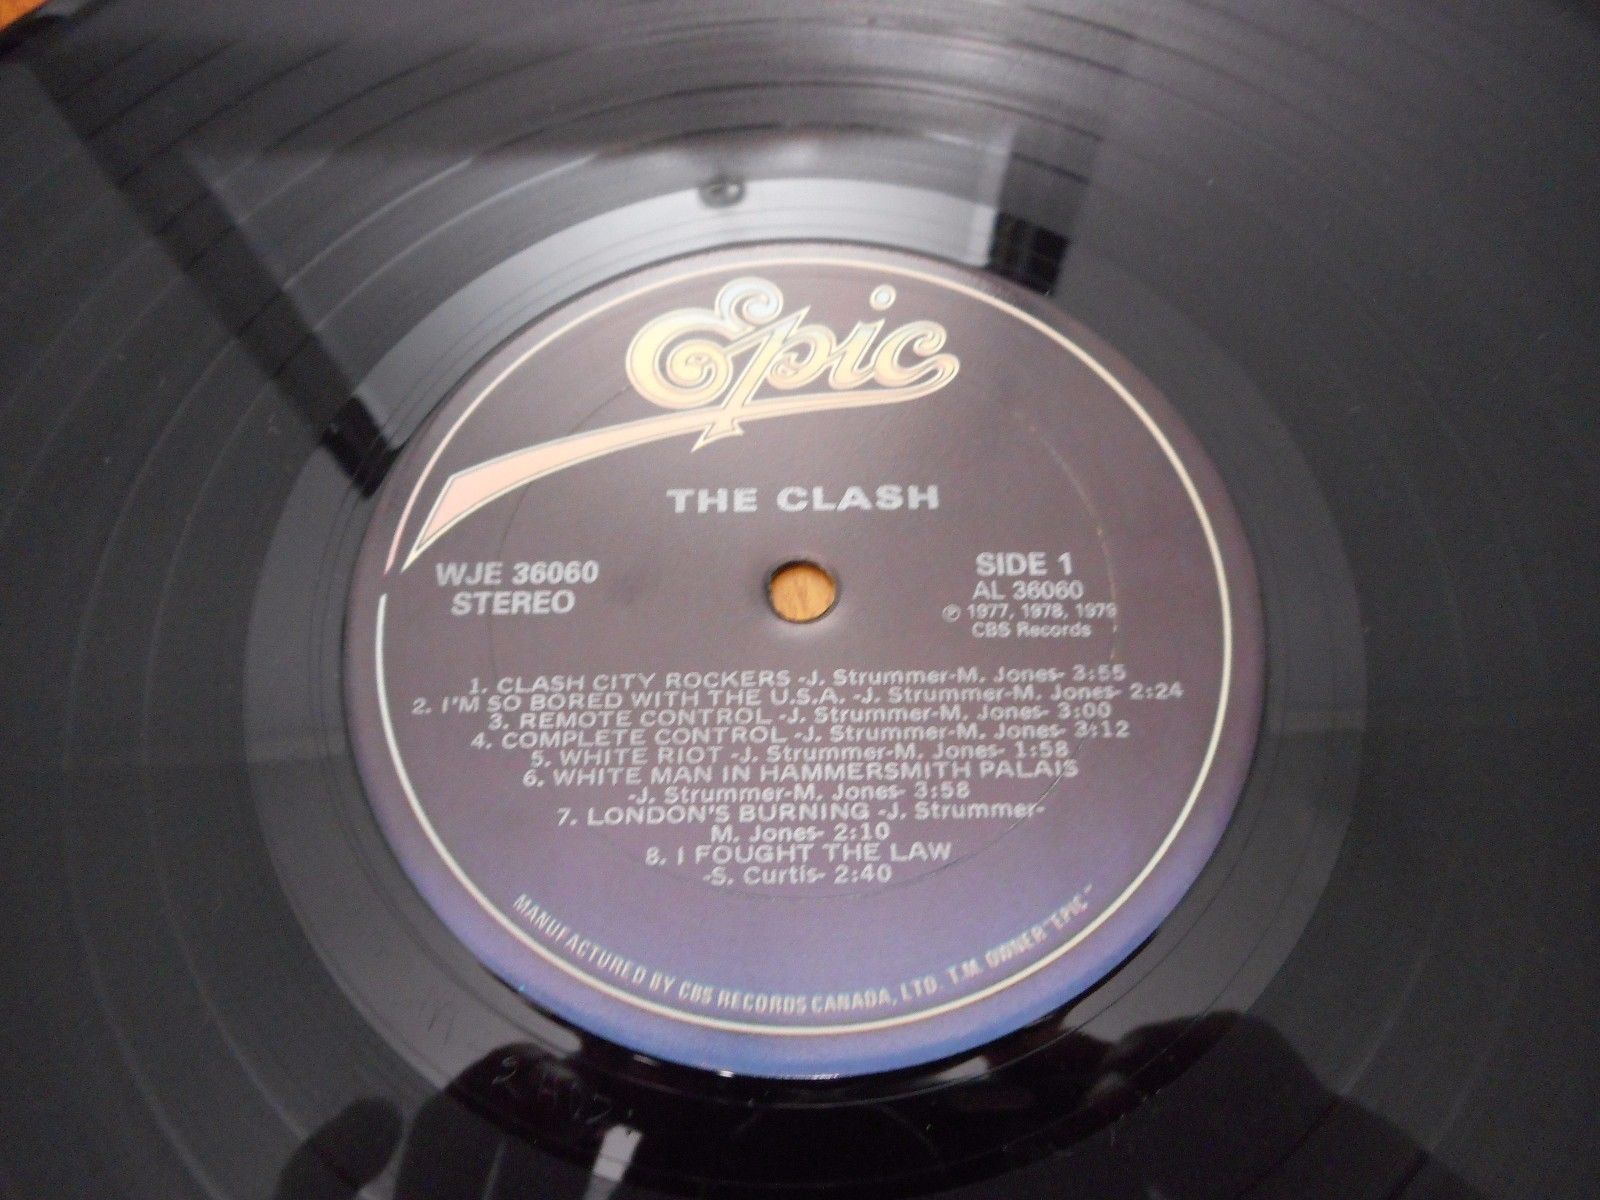 Epic
THE CLASH
WJE 36060
STEREO
SIDE 1
AL 36060
℗ 1977, 1978, 1979
CBS Records
1. CLASH CITY ROCKERS -J. Strummer-M. Jones- 3:55
2. I'M SO BORED WITH THE U.S.A. -J. Strummer-M. Jones- 2:24
3. REMOTE CONTROL -J. Strummer-M. Jones- 3:00
4. COMPLETE CONTROL -J. Strummer-M. Jones- 3:12
5. WHITE RIOT -J. Strummer-M. Jones- 1:58
6. WHITE MAN IN HAMMERSMITH PALAIS
-J. Strummer-M. Jones- 3:58
7. LONDON'S BURNING -J. Strummer-
M. Jones- 2:10
8. I FOUGHT THE LAW
-S. Curtis- 2:40
MANUFACTURED BY CBS RECORDS CANADA, LTD. T.M. OWNER "EPIC"